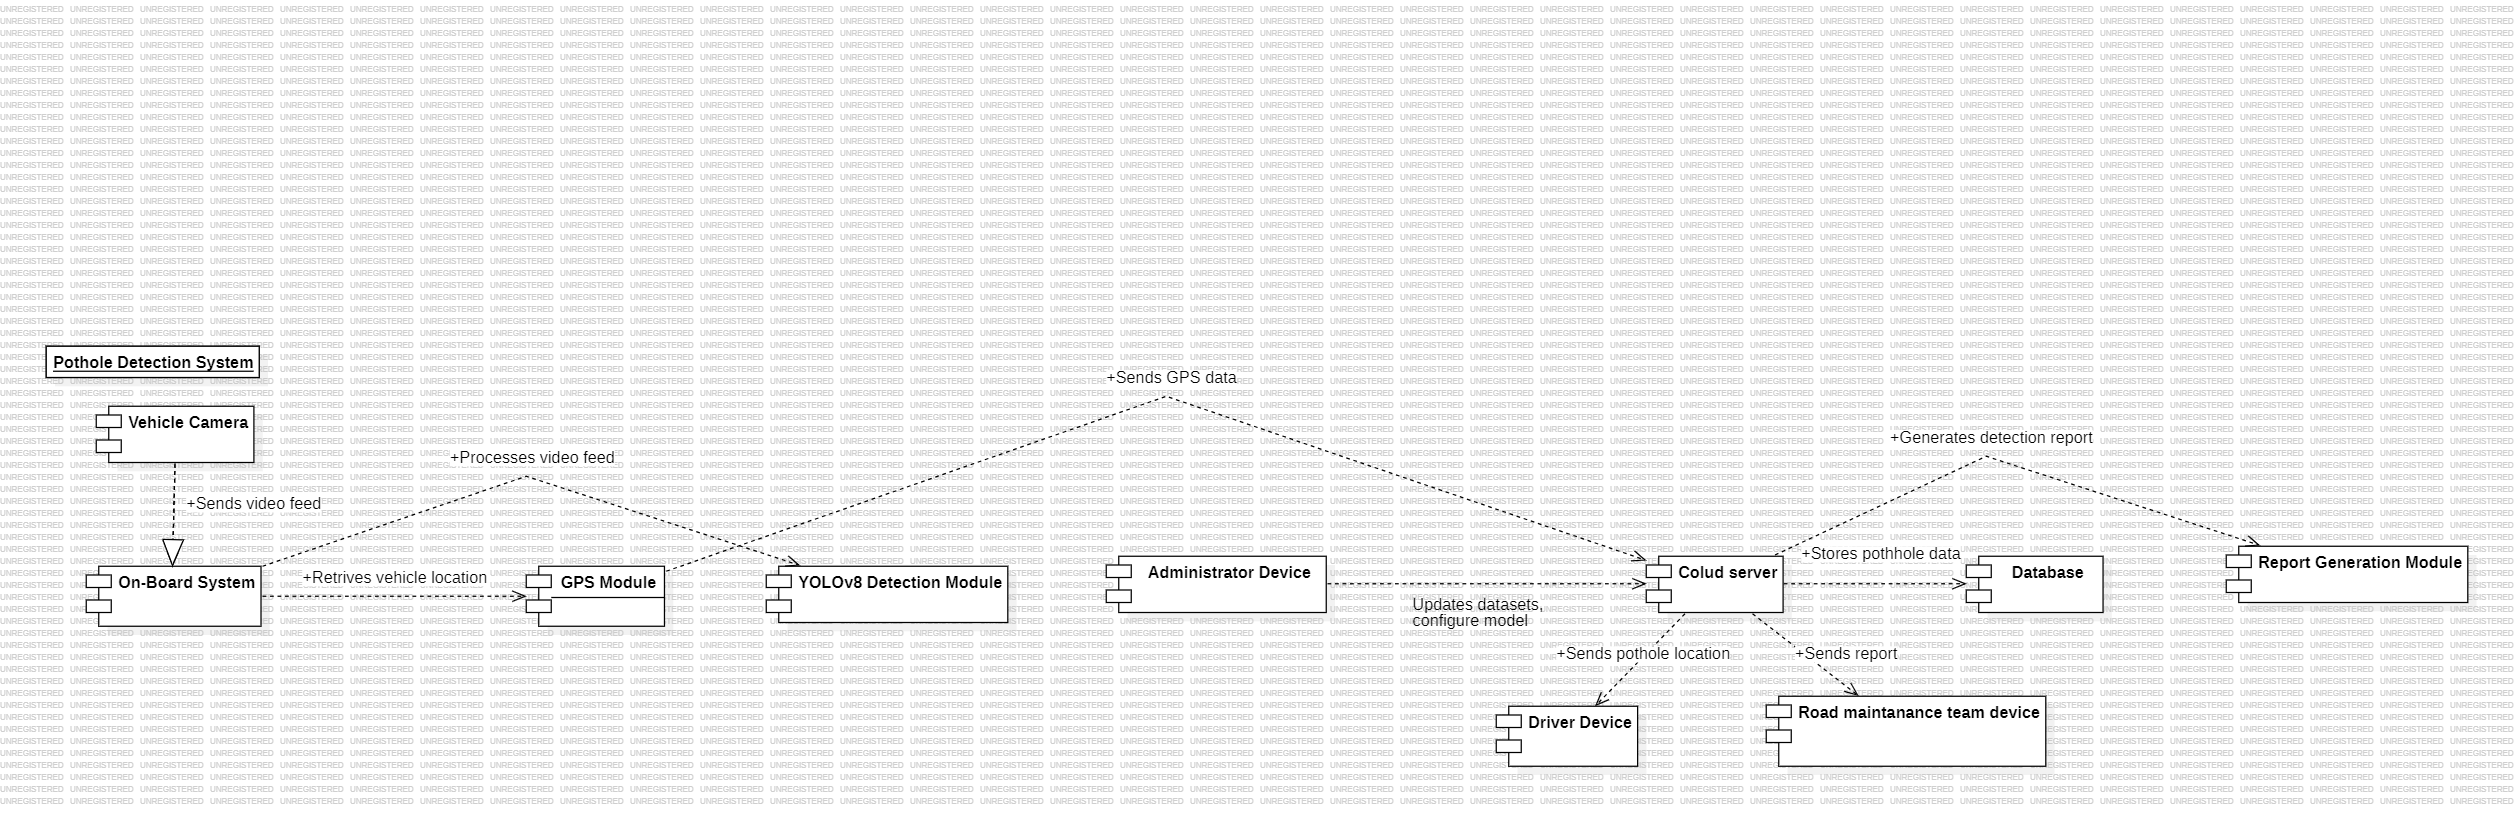 Pothole Detection System
Vehicle Camera
+Sends video feed
On-Board System
+Processes video feed
+Retrives vehicle location
GPS Module
YOLOv8 Detection Module
+Sends GPS data
Administrator Device
Updates datasets,
configure model
Colud server
+Generates detection report
+Stores pothhole data
Database
Report Generation Module
+Sends pothole location
+Sends report
Driver Device
Road maintanance team device
UNREGISTERED